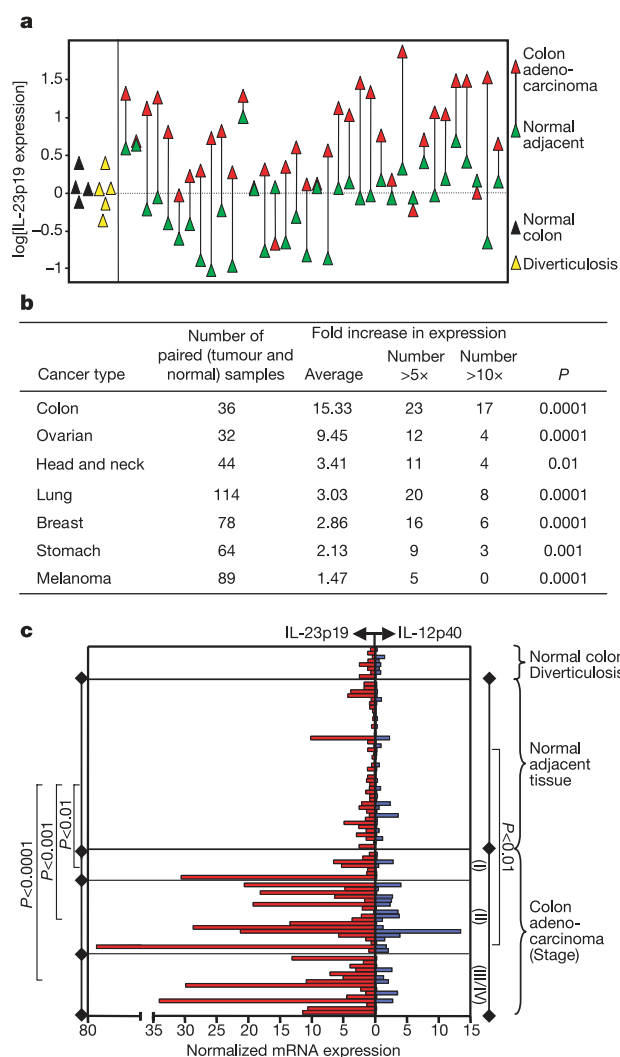 a
log[IL-23p19 expression]
1.5
1
0.5
0
−0.5
−1
Colon
adeno-
carcinoma
Normal
adjacent
Normal
colon
Diverticulosis
b
Cancer type Number of paired (tumour and normal) samples Fold increase in expression Average Number >5× Number >10× P
Colon 36 15.33 23 17 0.0001
Ovarian 32 9.45 12 4 0.0001
Head and neck 44 3.41 11 4 0.01
Lung 114 3.03 20 8 0.0001
Breast 78 2.86 16 6 0.0001
Stomach 64 2.13 9 3 0.001
Melanoma 89 1.47 5 0 0.0001
c
IL-23p19 IL-12p40
Normal colon
Diverticulosis
Normal
adjacent
tissue
Colon
adeno-
carcinoma
(Stage)
P<0.0001
P<0.001
P<0.01
P<0.01
(I)
(II)
(III/IV)
80 35 30 25 20 15 10 5 0 5 10 15
Normalized mRNA expression